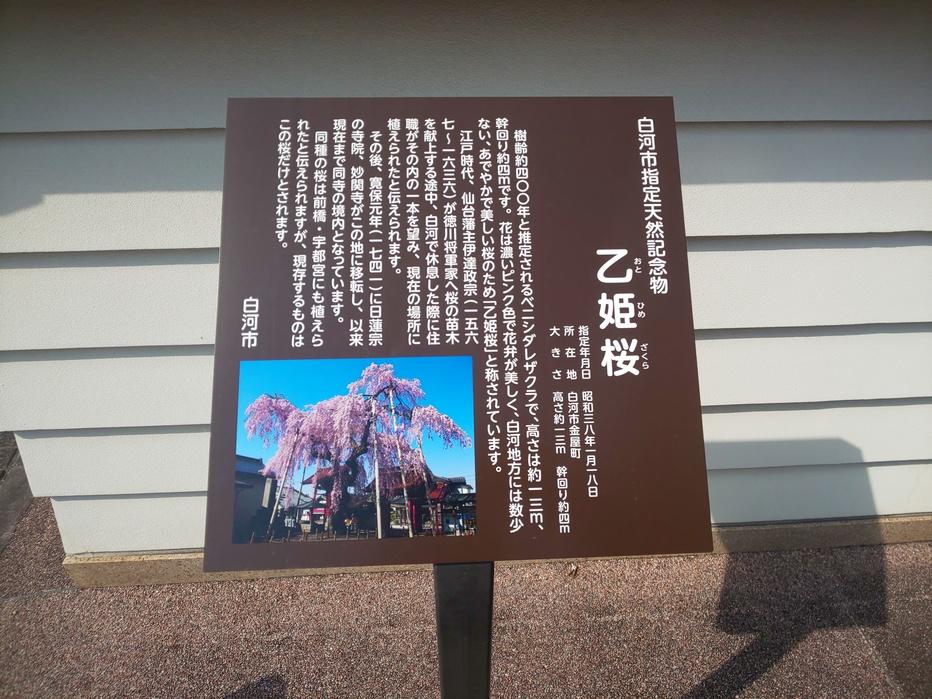 白河市指定天然記念物
乙姫桜
おとひめざくら
指定年月日 昭和三八年一月一八日
所在地 白河市金屋町
大きさ 高さ約一三m 幹回り約四m
樹齢約四〇〇年と推定されるベニシダレザクラで、高さは約一三m、
幹回り約四mです。花は濃いピンク色で花弁が美しく、白河地方には数少
ない、あでやかで美しい桜のため「乙姫桜」と称されています。
江戸時代、仙台藩主伊達政宗(一五六
七~一六三六)が徳川将軍家へ桜の苗木
を献上する途中、白河で休息した際に住
職がその内の一本を望み、現在の場所に
植えられたと伝えられます。
その後、寛保元年(一七四一)に日蓮宗
の寺院、妙関寺がこの地に移転し、以来
現在まで同寺の境内となっています。
同種の桜は前橋・宇都宮にも植えら
れたと伝えられますが、現存するものは
この桜だけとされます。
白河市